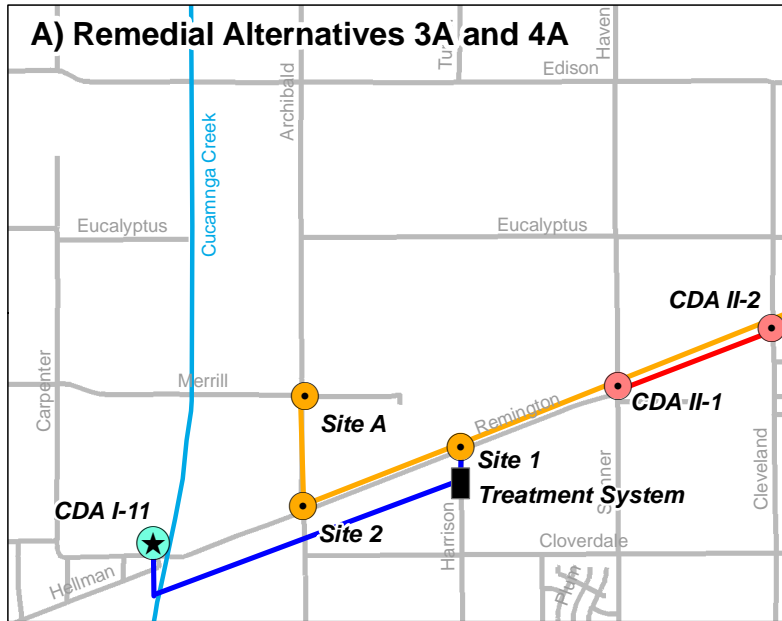 A) Remedial Alternatives 3A and 4A
Haven
Edison
Archibald
Cucamnga Creek
Eucalyptus
Eucalyptus
CDA II-2
Carpenter
Merrill
Remington
CDA II-1
Site A
Site 1
Treatment System
Cleveland
CDA I-11
Site 2
Harrison
Cloverdale
Hellman
Plum